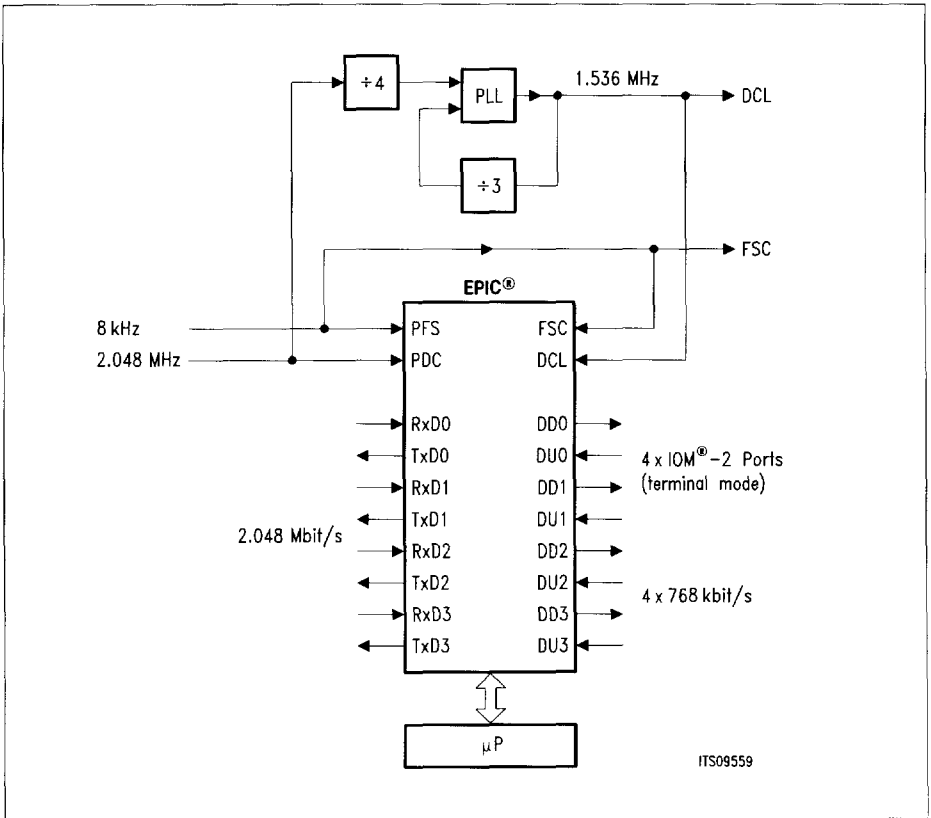 ÷4
PLL
1.536 MHz
DCL
÷3
FSC
EPIC®
8 kHz
PFS
FSC
2.048 MHz
PDC
DCL
RxD0
DD0
TxD0
DU0
4 x IOM®-2 Ports
(terminal mode)
RxD1
DD1
TxD1
DU1
2.048 Mbit/s
RxD2
DD2
TxD2
DU2
4 x 768 kbit/s
RxD3
DD3
TxD3
DU3
µP
ITS09559